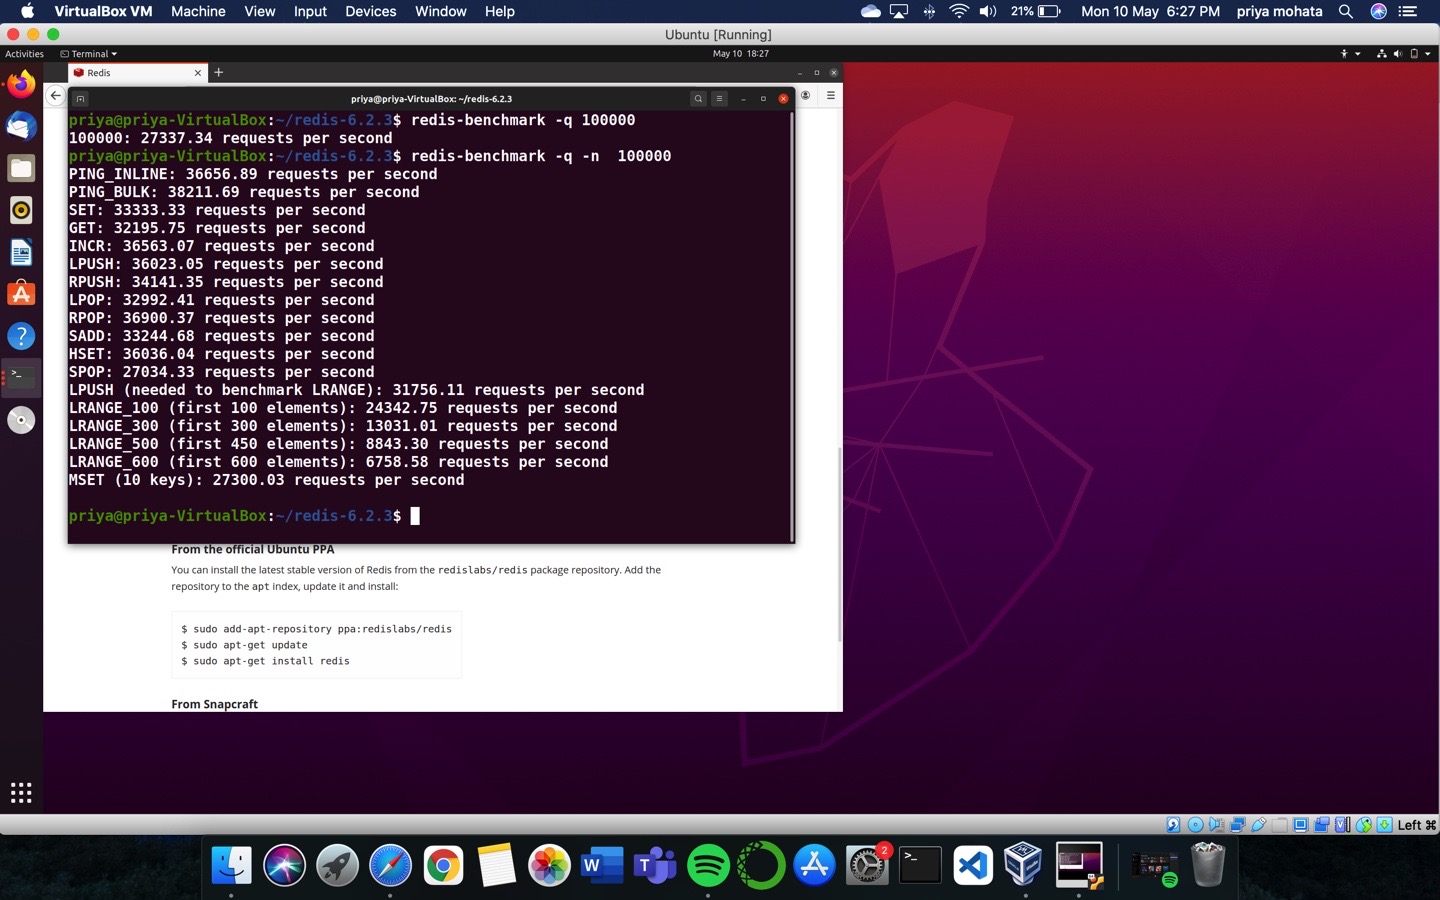 VirtualBox VM Machine View Input Devices Window Help 21% Mon 10 May 6:27 PM priya mohata
Ubuntu [Running]
Activities Terminal May 10 18:27
Redis
priya@priya-VirtualBox: ~/redis-6.2.3
priya@priya-VirtualBox:~/redis-6.2.3$ redis-benchmark -q 100000
100000: 27337.34 requests per second
priya@priya-VirtualBox:~/redis-6.2.3$ redis-benchmark -q -n  100000
PING_INLINE: 36656.89 requests per second
PING_BULK: 38211.69 requests per second
SET: 33333.33 requests per second
GET: 32195.75 requests per second
INCR: 36563.07 requests per second
LPUSH: 36023.05 requests per second
RPUSH: 34141.35 requests per second
LPOP: 32992.41 requests per second
RPOP: 36900.37 requests per second
SADD: 33244.68 requests per second
HSET: 36036.04 requests per second
SPOP: 27034.33 requests per second
LPUSH (needed to benchmark LRANGE): 31756.11 requests per second
LRANGE_100 (first 100 elements): 24342.75 requests per second
LRANGE_300 (first 300 elements): 13031.01 requests per second
LRANGE_500 (first 450 elements): 8843.30 requests per second
LRANGE_600 (first 600 elements): 6758.58 requests per second
MSET (10 keys): 27300.03 requests per second
priya@priya-VirtualBox:~/redis-6.2.3$
From the official Ubuntu PPA
You can install the latest stable version of Redis from the redislabs/redis package repository. Add the
repository to the apt index, update it and install:
$ sudo add-apt-repository ppa:redislabs/redis
$ sudo apt-get update
$ sudo apt-get install redis
From Snapcraft
Left ⌘
2